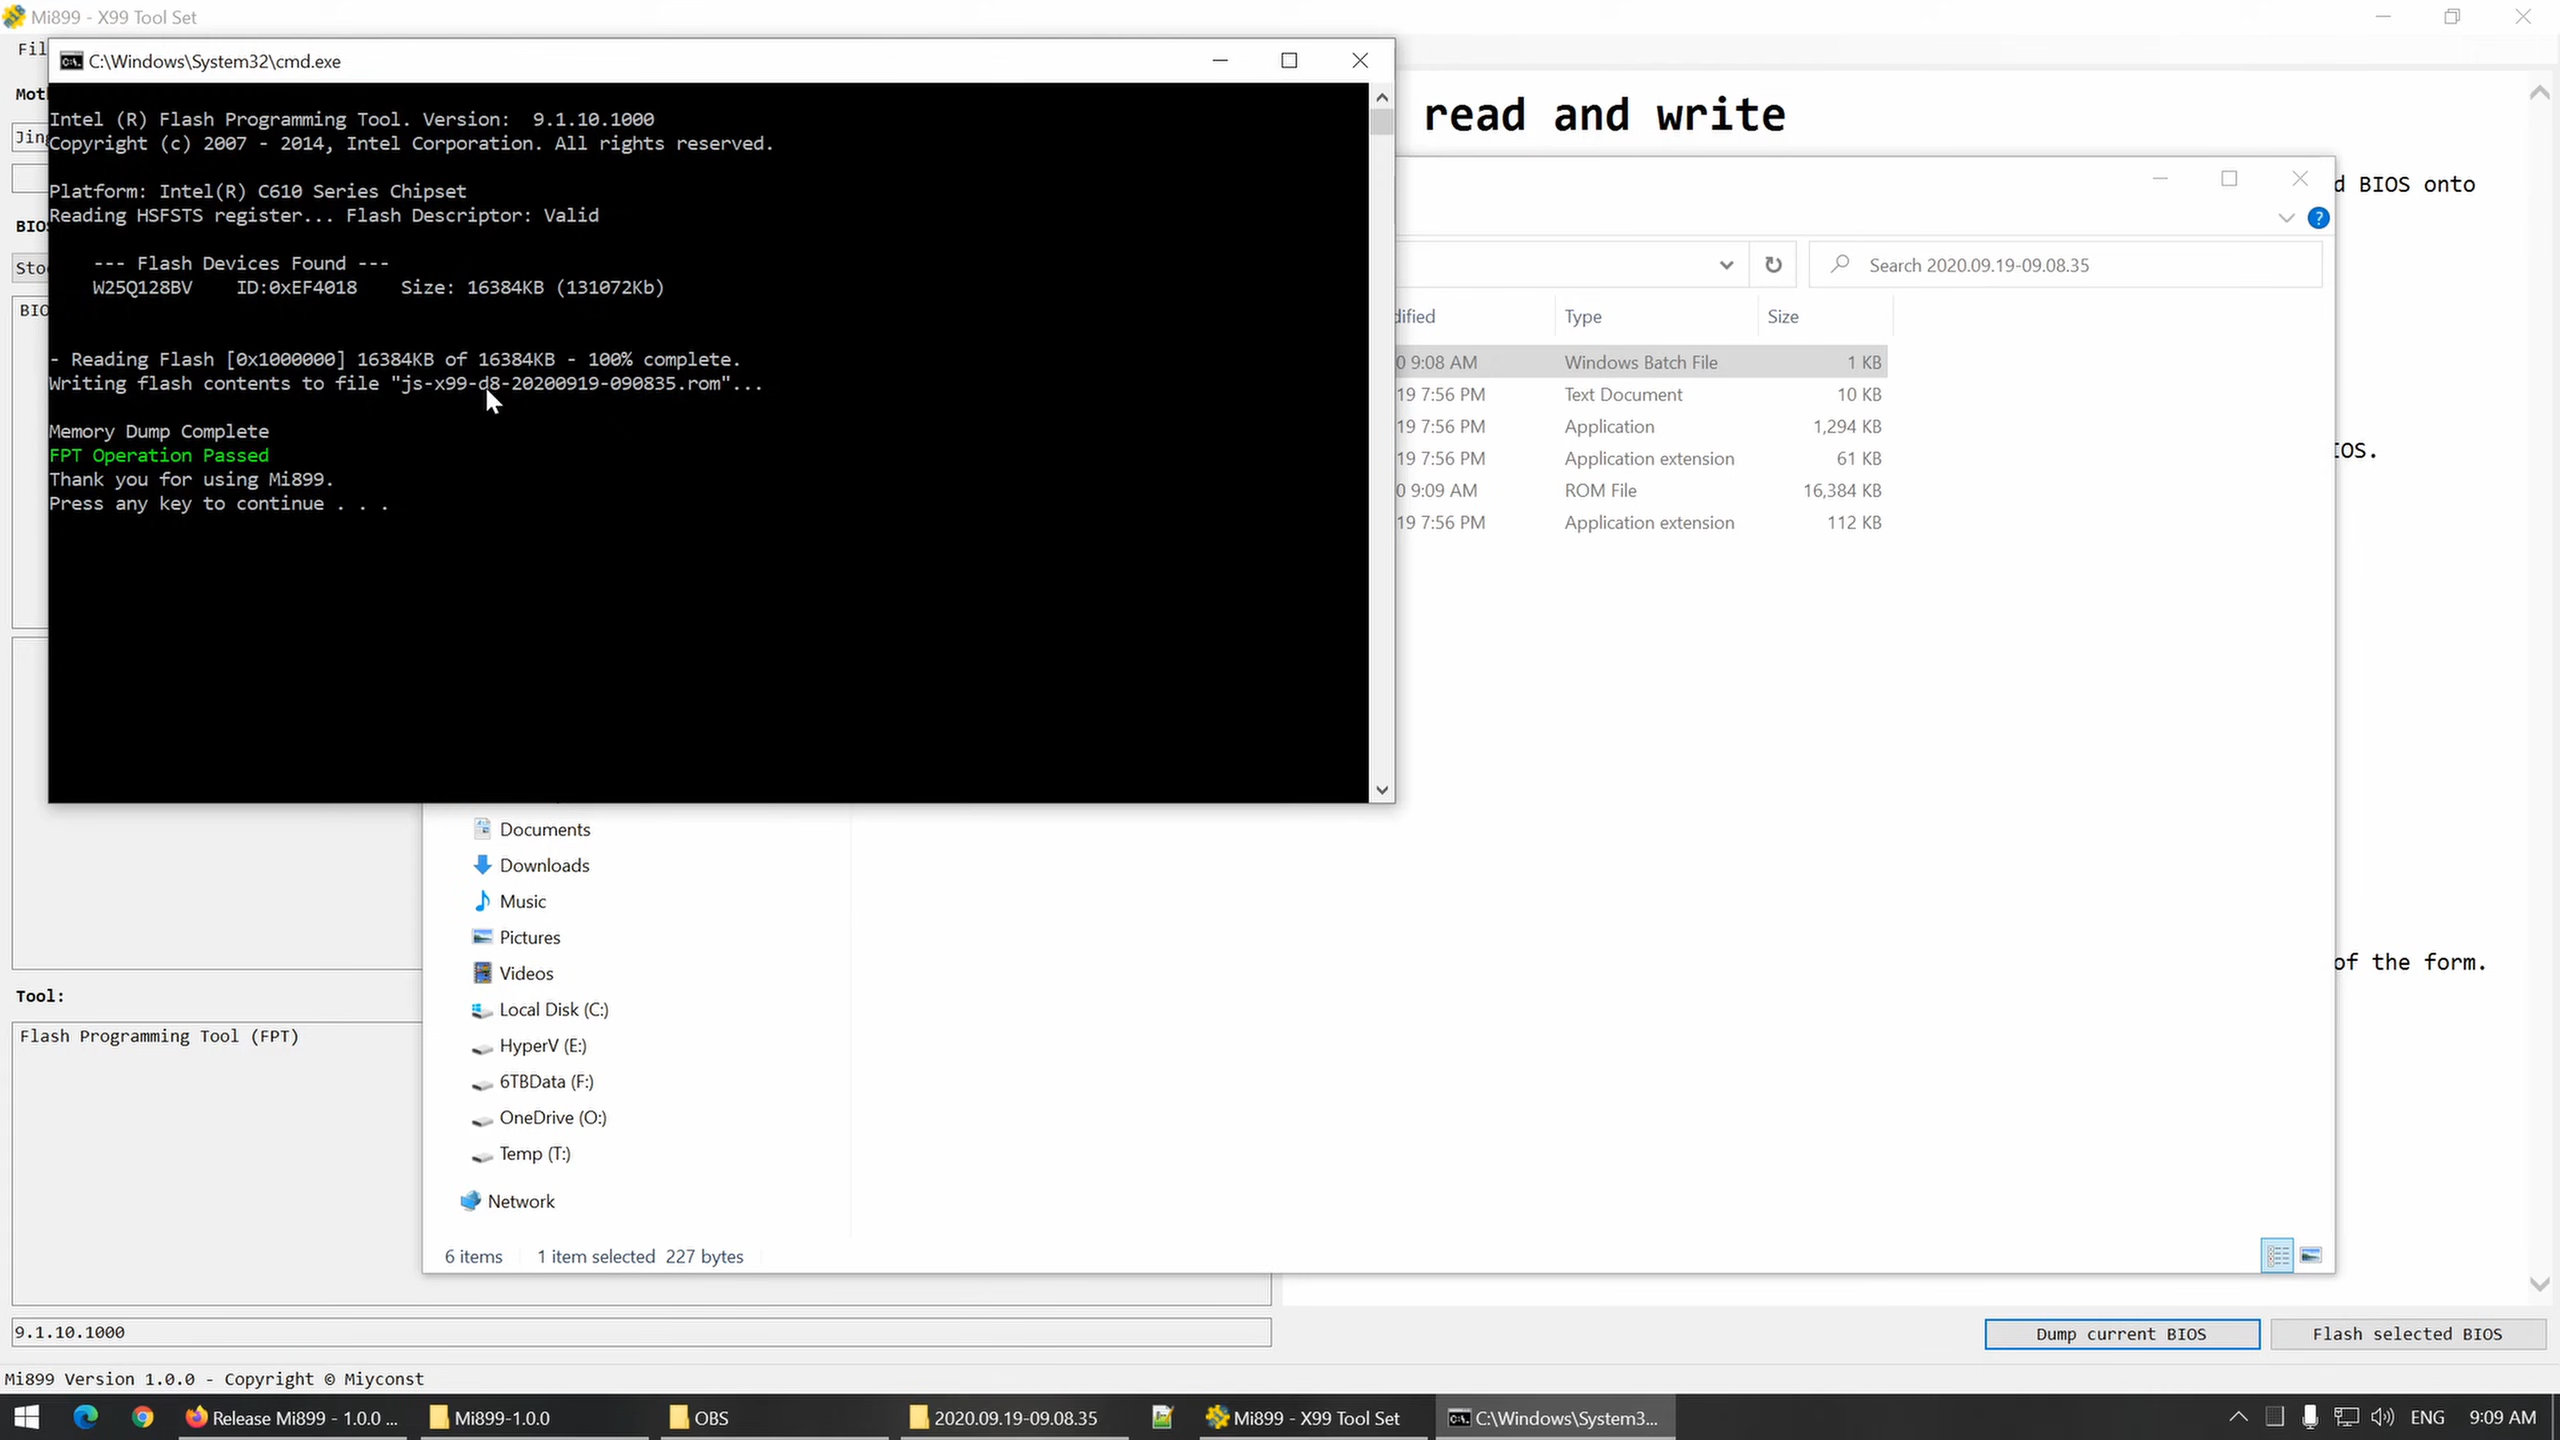 Mi899 - X99 Tool Set
Fil
C:\Windows\System32\cmd.exe
Mot
Jing
BIOS
Stoc
BIO
Intel (R) Flash Programming Tool. Version:  9.1.10.1000
Copyright (c) 2007 - 2014, Intel Corporation. All rights reserved.
Platform: Intel(R) C610 Series Chipset
Reading HSFSTS register... Flash Descriptor: Valid
--- Flash Devices Found ---
W25Q128BV    ID:0xEF4018    Size: 16384KB (131072Kb)
- Reading Flash [0x1000000] 16384KB of 16384KB - 100% complete.
Writing flash contents to file "js-x99-d8-20200919-090835.rom"...
Memory Dump Complete
FPT Operation Passed
Thank you for using Mi899.
Press any key to continue . . .
read and write
d BIOS onto
Search 2020.09.19-09.08.35
dified Type Size
0 9:08 AM Windows Batch File 1 KB
19 7:56 PM Text Document 10 KB
19 7:56 PM Application 1,294 KB
19 7:56 PM Application extension 61 KB
0 9:09 AM ROM File 16,384 KB
19 7:56 PM Application extension 112 KB
IOS.
of the form.
Documents
Downloads
Music
Pictures
Videos
Local Disk (C:)
HyperV (E:)
6TBData (F:)
OneDrive (O:)
Temp (T:)
Network
6 items 1 item selected 227 bytes
Tool:
Flash Programming Tool (FPT)
9.1.10.1000
Dump current BIOS
Flash selected BIOS
Mi899 Version 1.0.0 - Copyright © Miyconst
Release Mi899 - 1.0.0 ...
Mi899-1.0.0
OBS
2020.09.19-09.08.35
Mi899 - X99 Tool Set
C:\Windows\System3...
ENG
9:09 AM